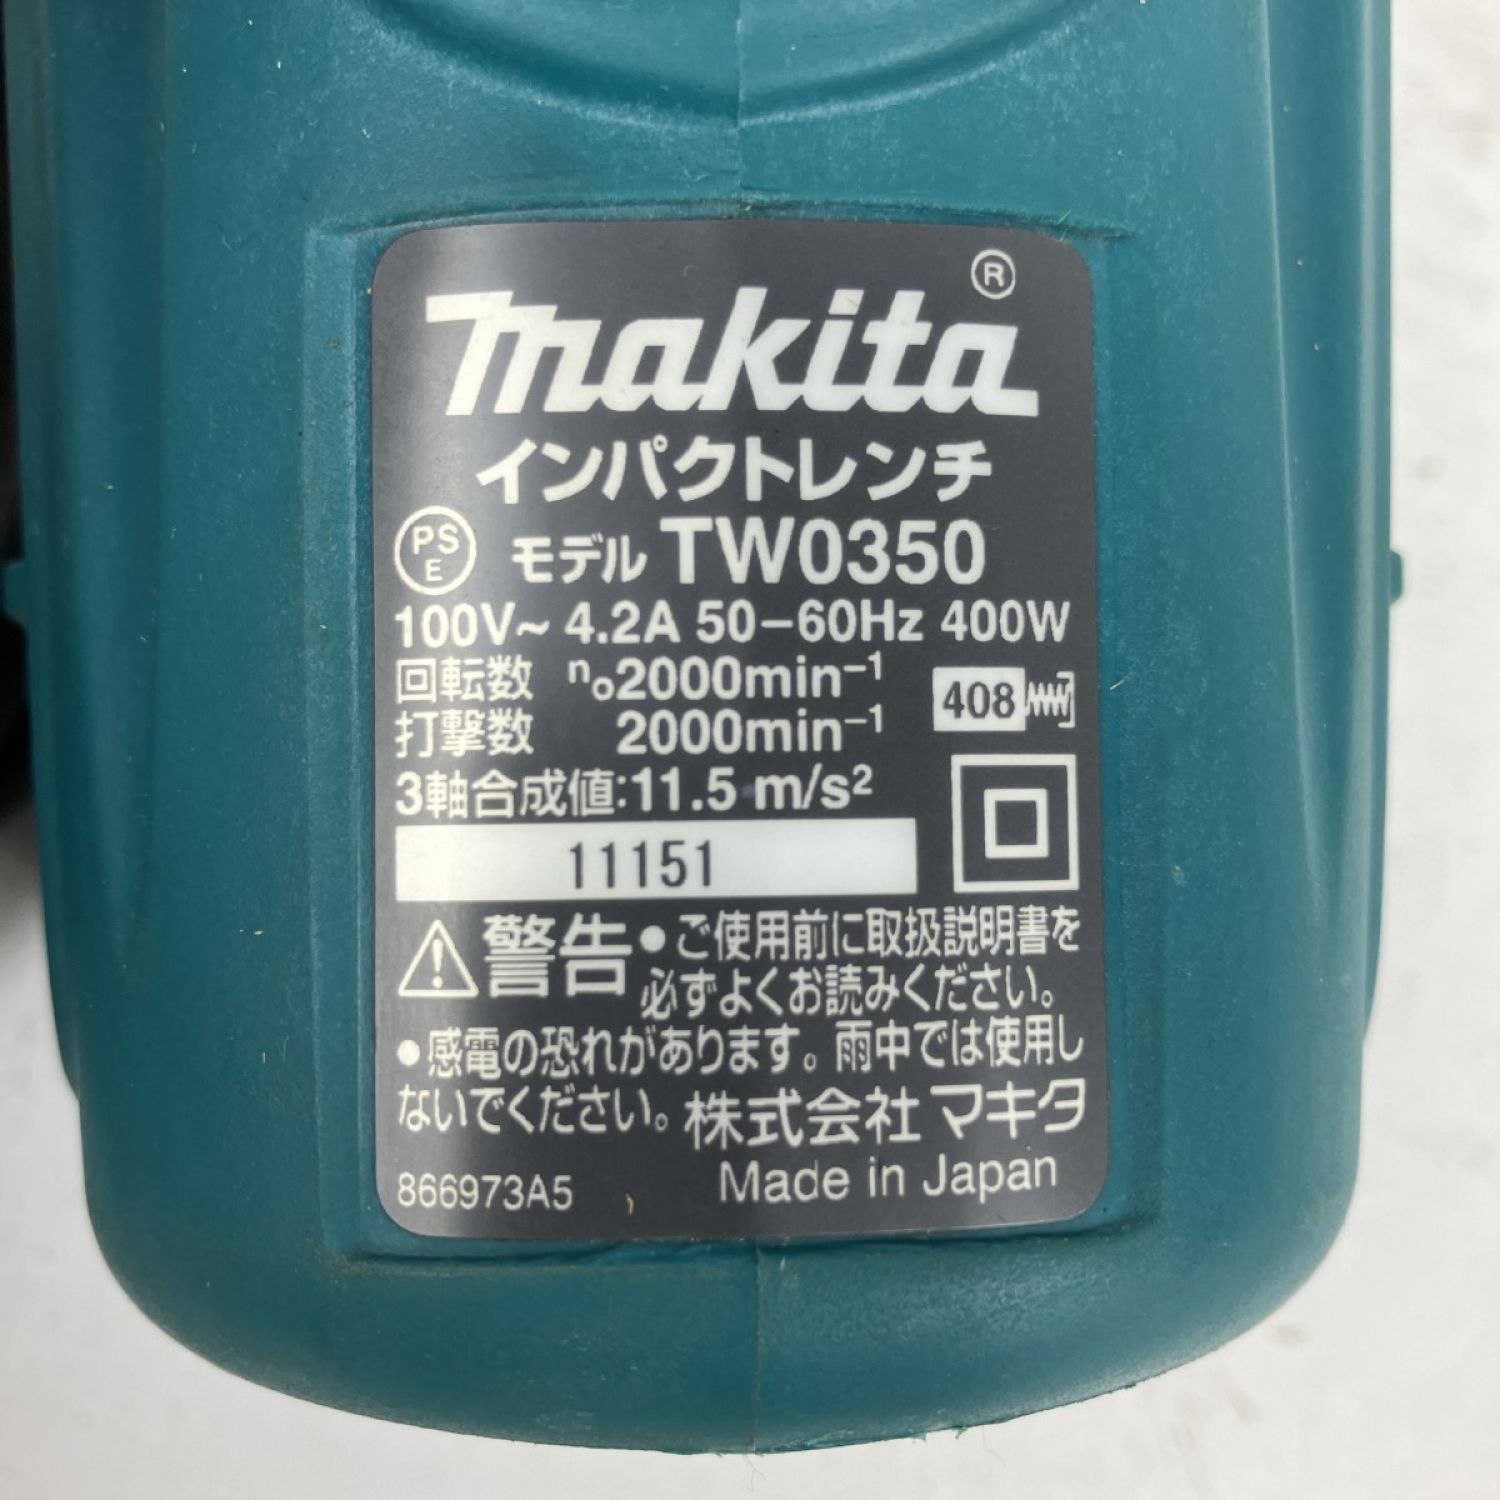 makita®
インパクトレンチ
PS E モデル TW0350
100V~ 4.2A 50-60Hz 400W
回転数 no2000min-1
打撃数 2000min-1
408
3軸合成値:11.5 m/s²
11151
警告 ●ご使用前に取扱説明書を
必ずよくお読みください。
●感電の恐れがあります。雨中では使用し
ないでください。株式会社マキタ
866973A5 Made in Japan